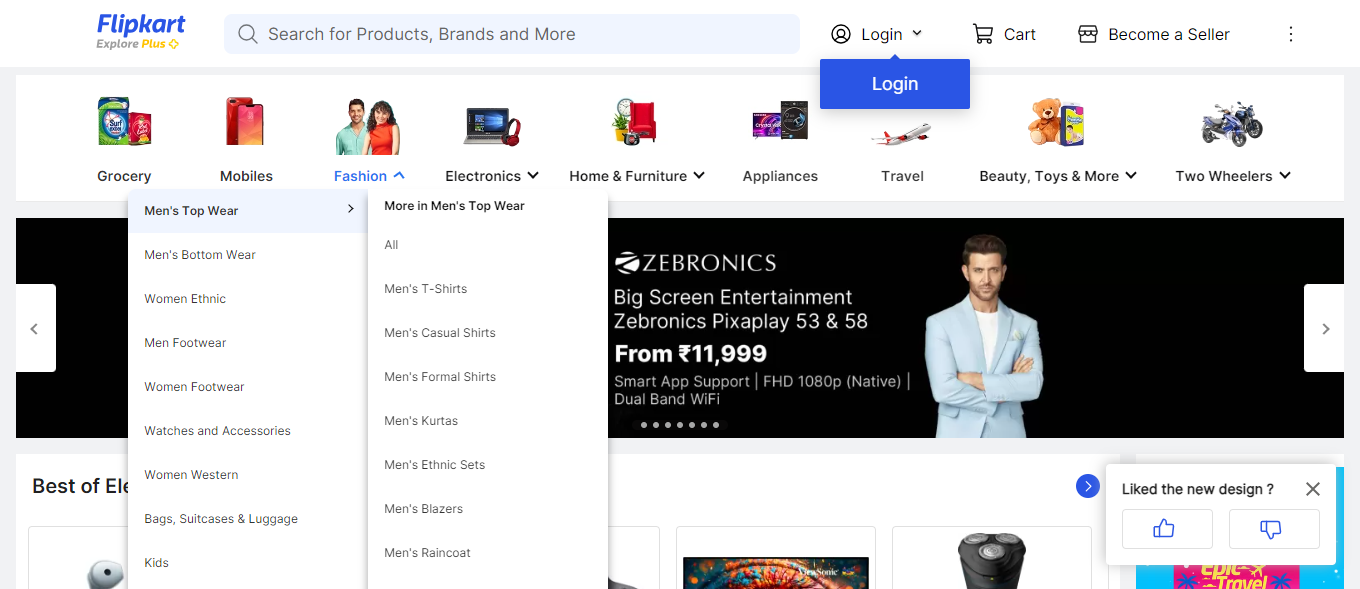 Flipkart
Explore Plus
Search for Products, Brands and More
Login
Cart
Become a Seller
Login
Grocery
Mobiles
Fashion
Electronics
Home & Furniture
Appliances
Travel
Beauty, Toys & More
Two Wheelers
Men's Top Wear
Men's Bottom Wear
Women Ethnic
Men Footwear
Women Footwear
Watches and Accessories
Women Western
Bags, Suitcases & Luggage
Kids
More in Men's Top Wear
All
Men's T-Shirts
Men's Casual Shirts
Men's Formal Shirts
Men's Kurtas
Men's Ethnic Sets
Men's Blazers
Men's Raincoat
ZEBRONICS
Big Screen Entertainment
Zebronics Pixaplay 53 & 58
From ₹11,999
Smart App Support | FHD 1080p (Native) |
Dual Band WiFi
Best of Ele
Liked the new design ?
ViewSonic
Epic
Travel